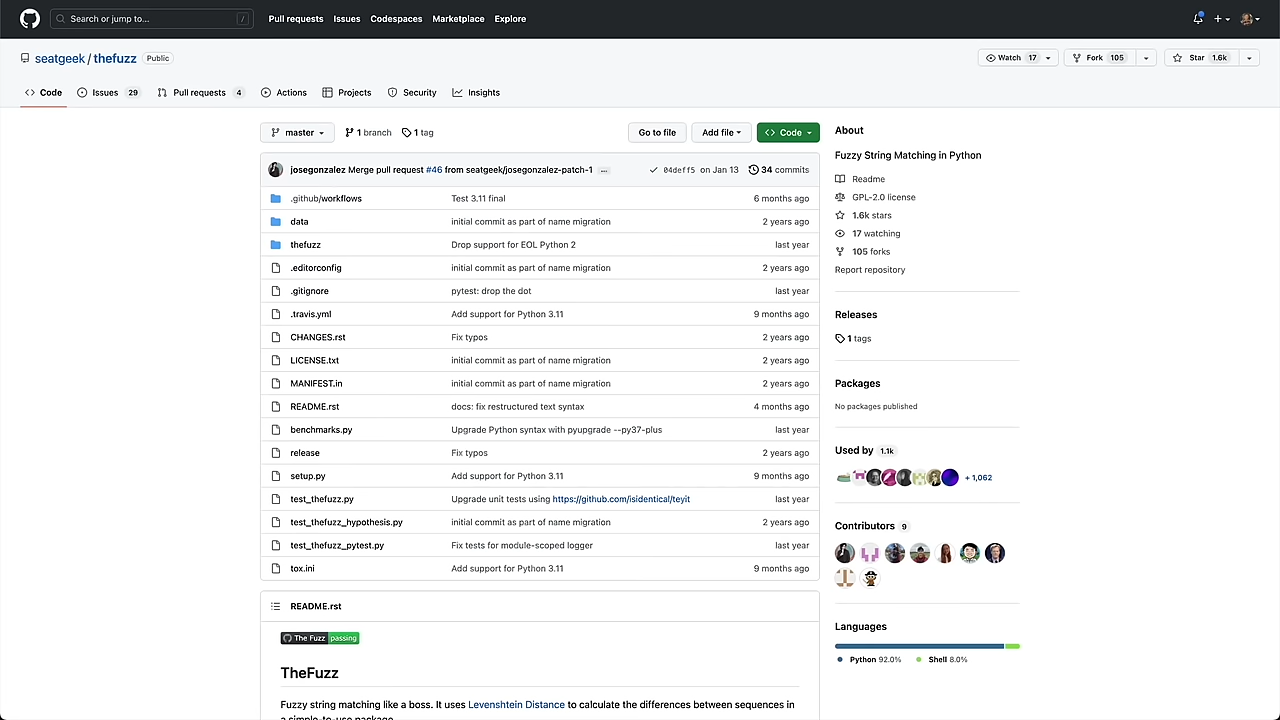 Search or jump to... /
Pull requests Issues Codespaces Marketplace Explore
seatgeek / thefuzz Public
Watch 17 Fork 105 Star 1.6k
Code Issues 29 Pull requests 4 Actions Projects Security Insights
master 1 branch 1 tag Go to file Add file Code
josegonzalez Merge pull request #46 from seatgeek/josegonzalez-patch-1 ... 04deff5 on Jan 13 34 commits
.github/workflows Test 3.11 final 6 months ago
data initial commit as part of name migration 2 years ago
thefuzz Drop support for EOL Python 2 last year
.editorconfig initial commit as part of name migration 2 years ago
.gitignore pytest: drop the dot last year
.travis.yml Add support for Python 3.11 9 months ago
CHANGES.rst Fix typos 2 years ago
LICENSE.txt initial commit as part of name migration 2 years ago
MANIFEST.in initial commit as part of name migration 2 years ago
README.rst docs: fix restructured text syntax 4 months ago
benchmarks.py Upgrade Python syntax with pyupgrade --py37-plus last year
release Fix typos 2 years ago
setup.py Add support for Python 3.11 9 months ago
test_thefuzz.py Upgrade unit tests using https://github.com/isidentical/teyit last year
test_thefuzz_hypothesis.py initial commit as part of name migration 2 years ago
test_thefuzz_pytest.py Fix tests for module-scoped logger last year
tox.ini Add support for Python 3.11 9 months ago
README.rst
The Fuzz passing
TheFuzz
Fuzzy string matching like a boss. It uses Levenshtein Distance to calculate the differences between sequences in
a simple-to-use package.
About
Fuzzy String Matching in Python
Readme
GPL-2.0 license
1.6k stars
17 watching
105 forks
Report repository
Releases
1 tags
Packages
No packages published
Used by 1.1k
+ 1,062
Contributors 9
Languages
Python 92.0% Shell 8.0%